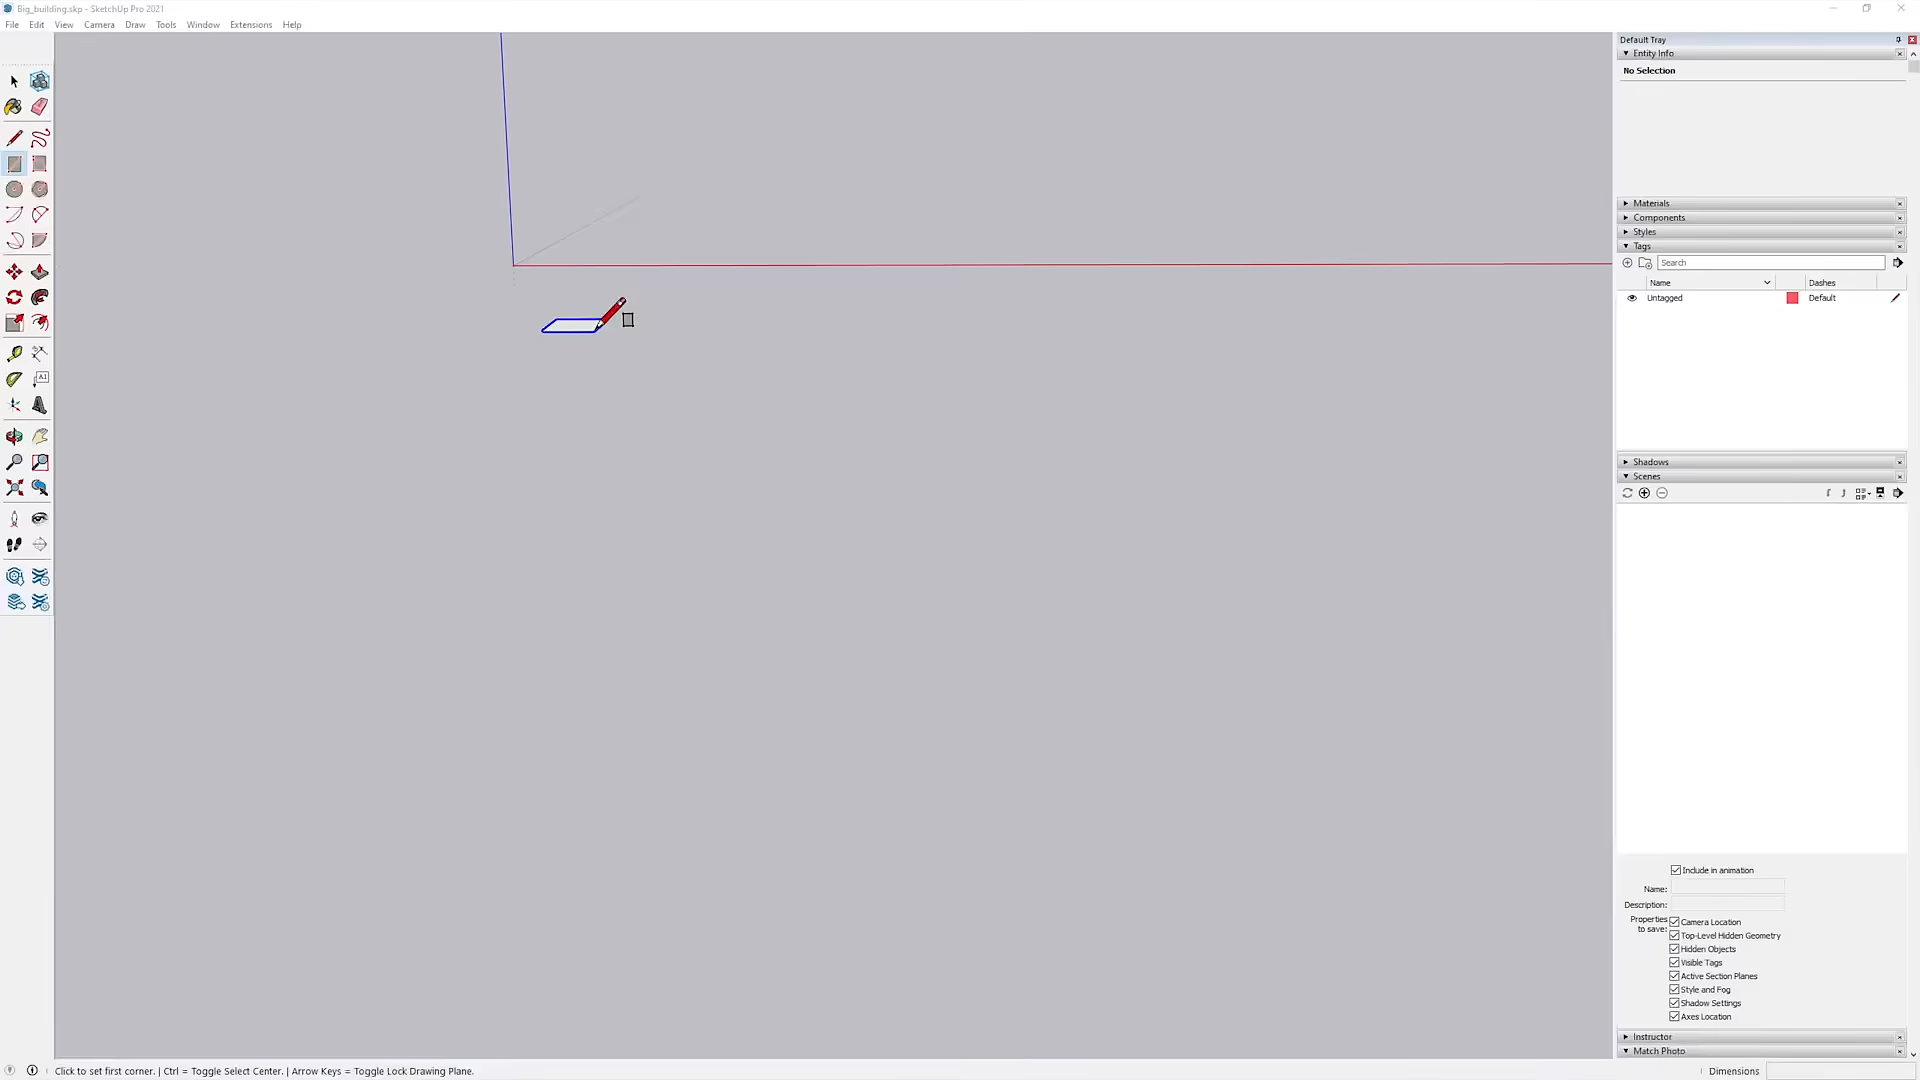 Big_building.skp - SketchUp Pro 2021
File Edit View Camera Draw Tools Window Extensions Help
Default Tray
Entity Info
No Selection
Materials
Components
Styles
Tags
Search
Name Dashes
Untagged Default
A1
Shadows
Scenes
Include in animation
Name:
Description:
Properties to save:
Camera Location
Top-Level Hidden Geometry
Hidden Objects
Visible Tags
Active Section Planes
Style and Fog
Shadow Settings
Axes Location
Instructor
Match Photo
Click to set first corner. | Ctrl = Toggle Select Center. | Arrow Keys = Toggle Lock Drawing Plane.
Dimensions